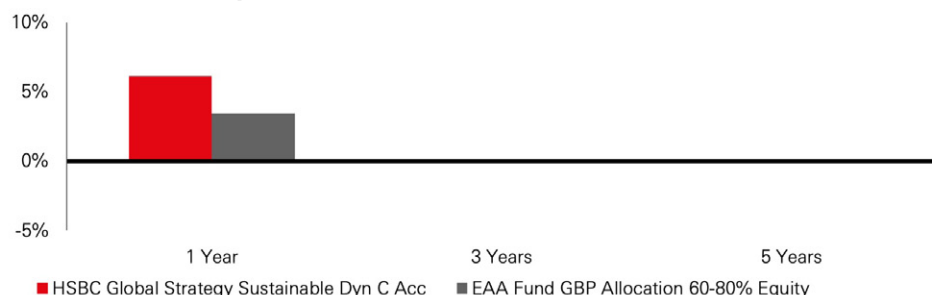 10%
5%
0%
-5%
1 Year 3 Years 5 Years
HSBC Global Strategy Sustainable Dyn C Acc EAA Fund GBP Allocation 60-80% Equity